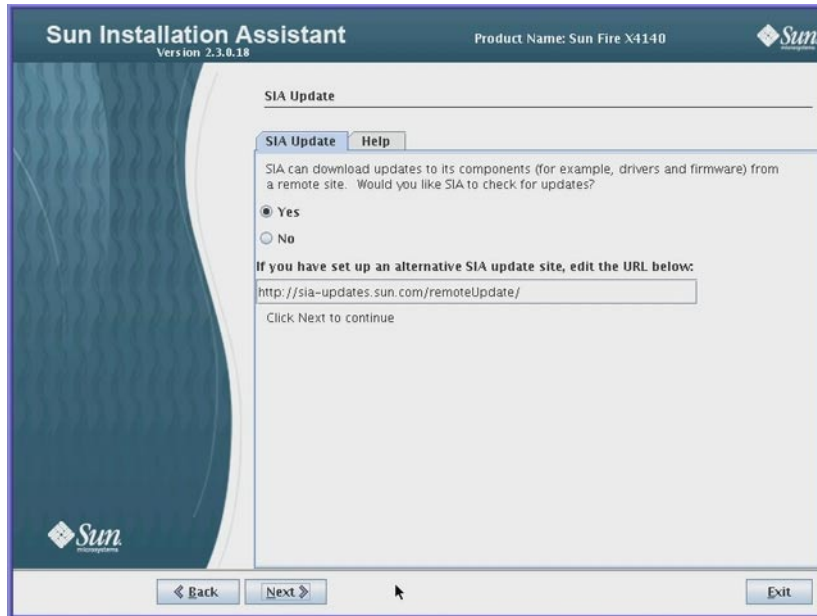 Sun Installation Assistant
Version 2.3.0.18
Product Name: Sun Fire X4140
Sun
microsystems
SIA Update
SIA Update Help
SIA can download updates to its components (for example, drivers and firmware) from
a remote site. Would you like SIA to check for updates?
Yes
No
If you have set up an alternative SIA update site, edit the URL below:
http://sia-updates.sun.com/remoteUpdate/
Click Next to continue
Sun
microsystems
Back Next Exit